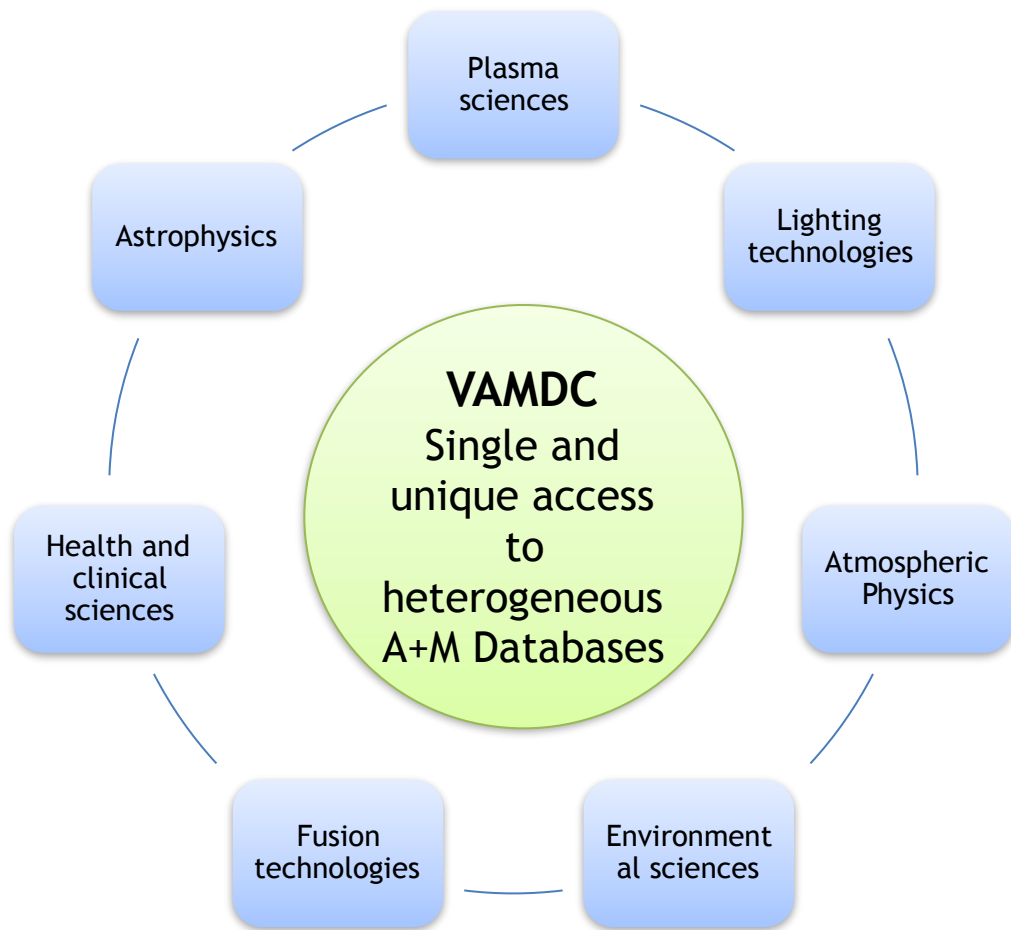 Plasma
sciences
Astrophysics
Lighting
technologies
VAMDC
Single and
unique access
to
heterogeneous
A+M Databases
Health and
clinical
sciences
Atmospheric
Physics
Fusion
technologies
Environment
al sciences